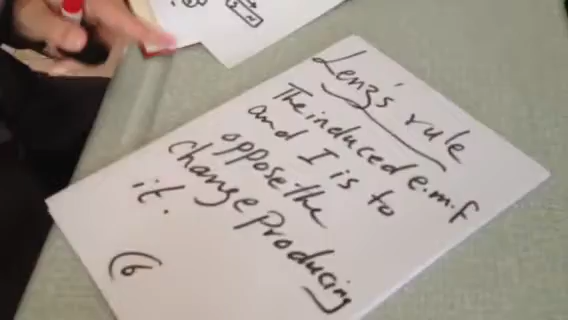 Lenz's rule
The induced e.m.f
and I is to
oppose the
change producing
it.
(6